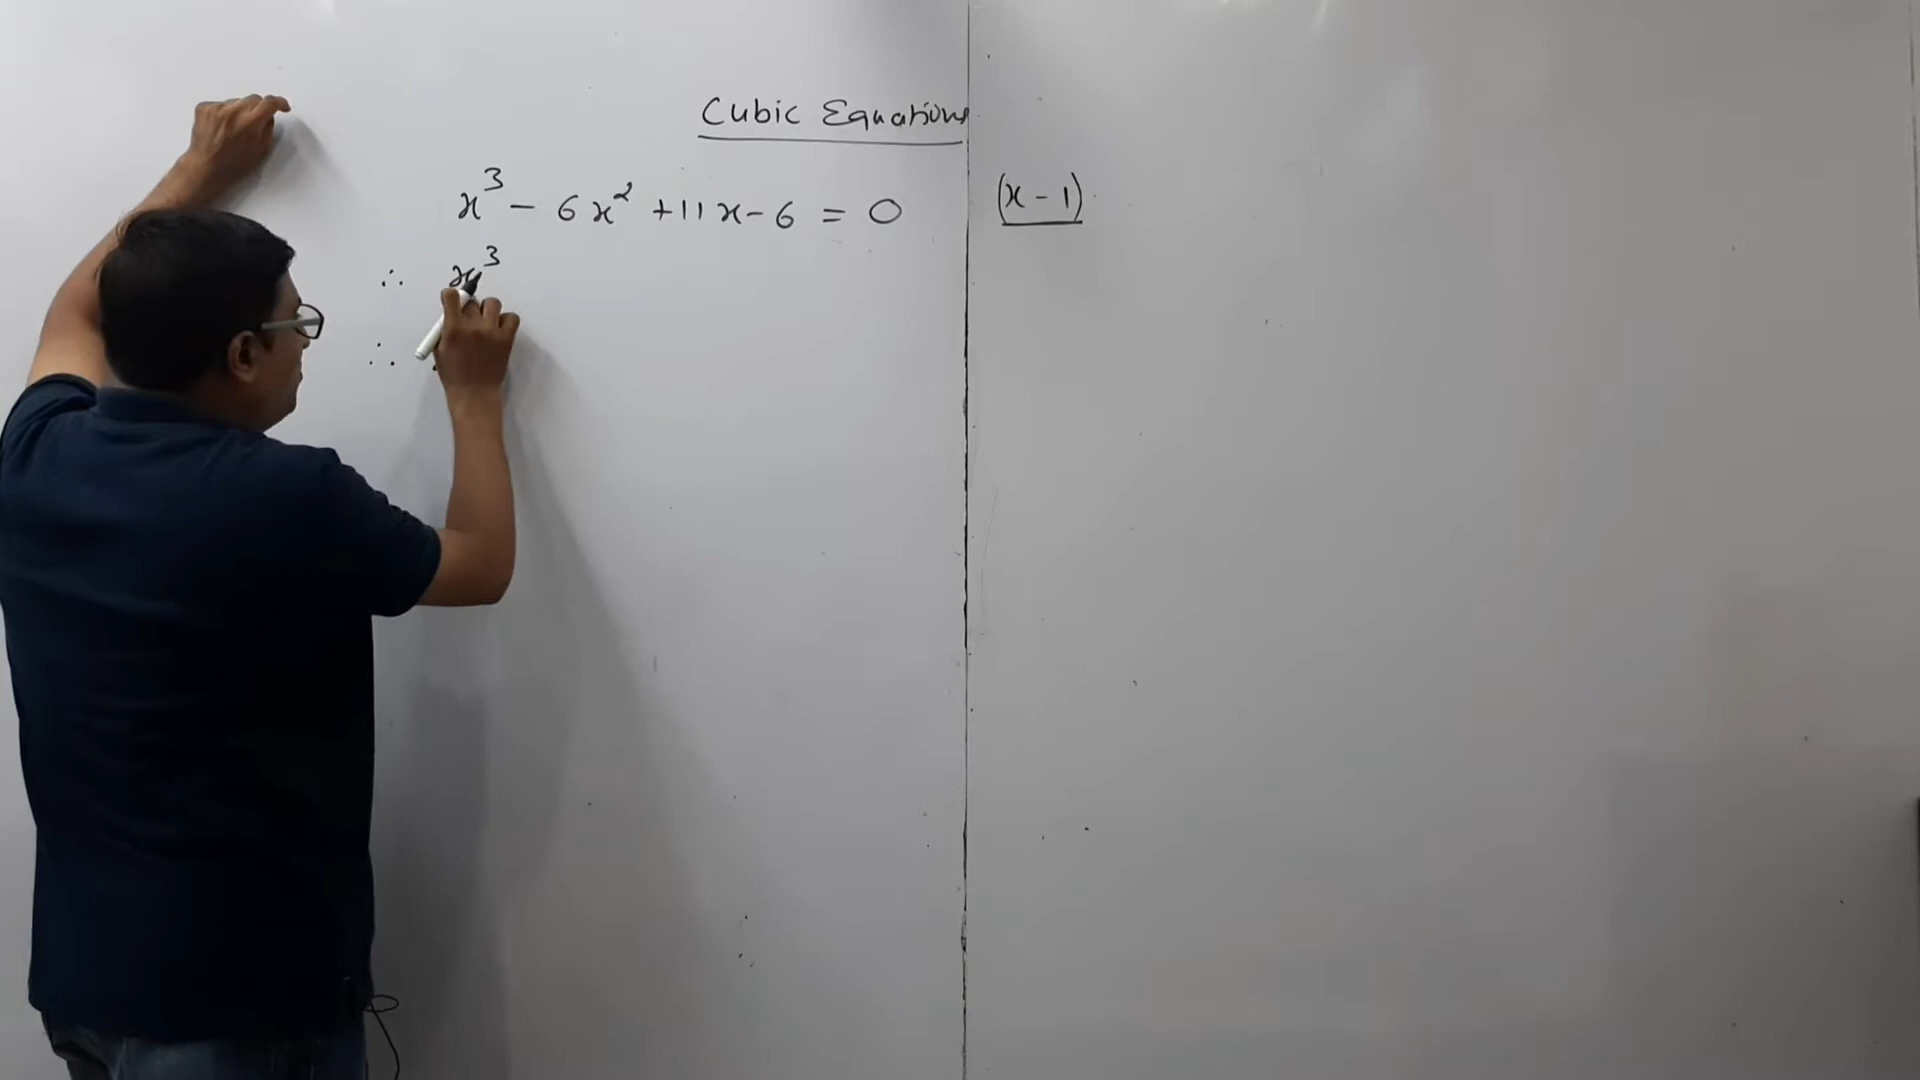 Cubic Equations
x³ - 6x² + 11x - 6 = 0
(x - 1)
∴ x³
∴